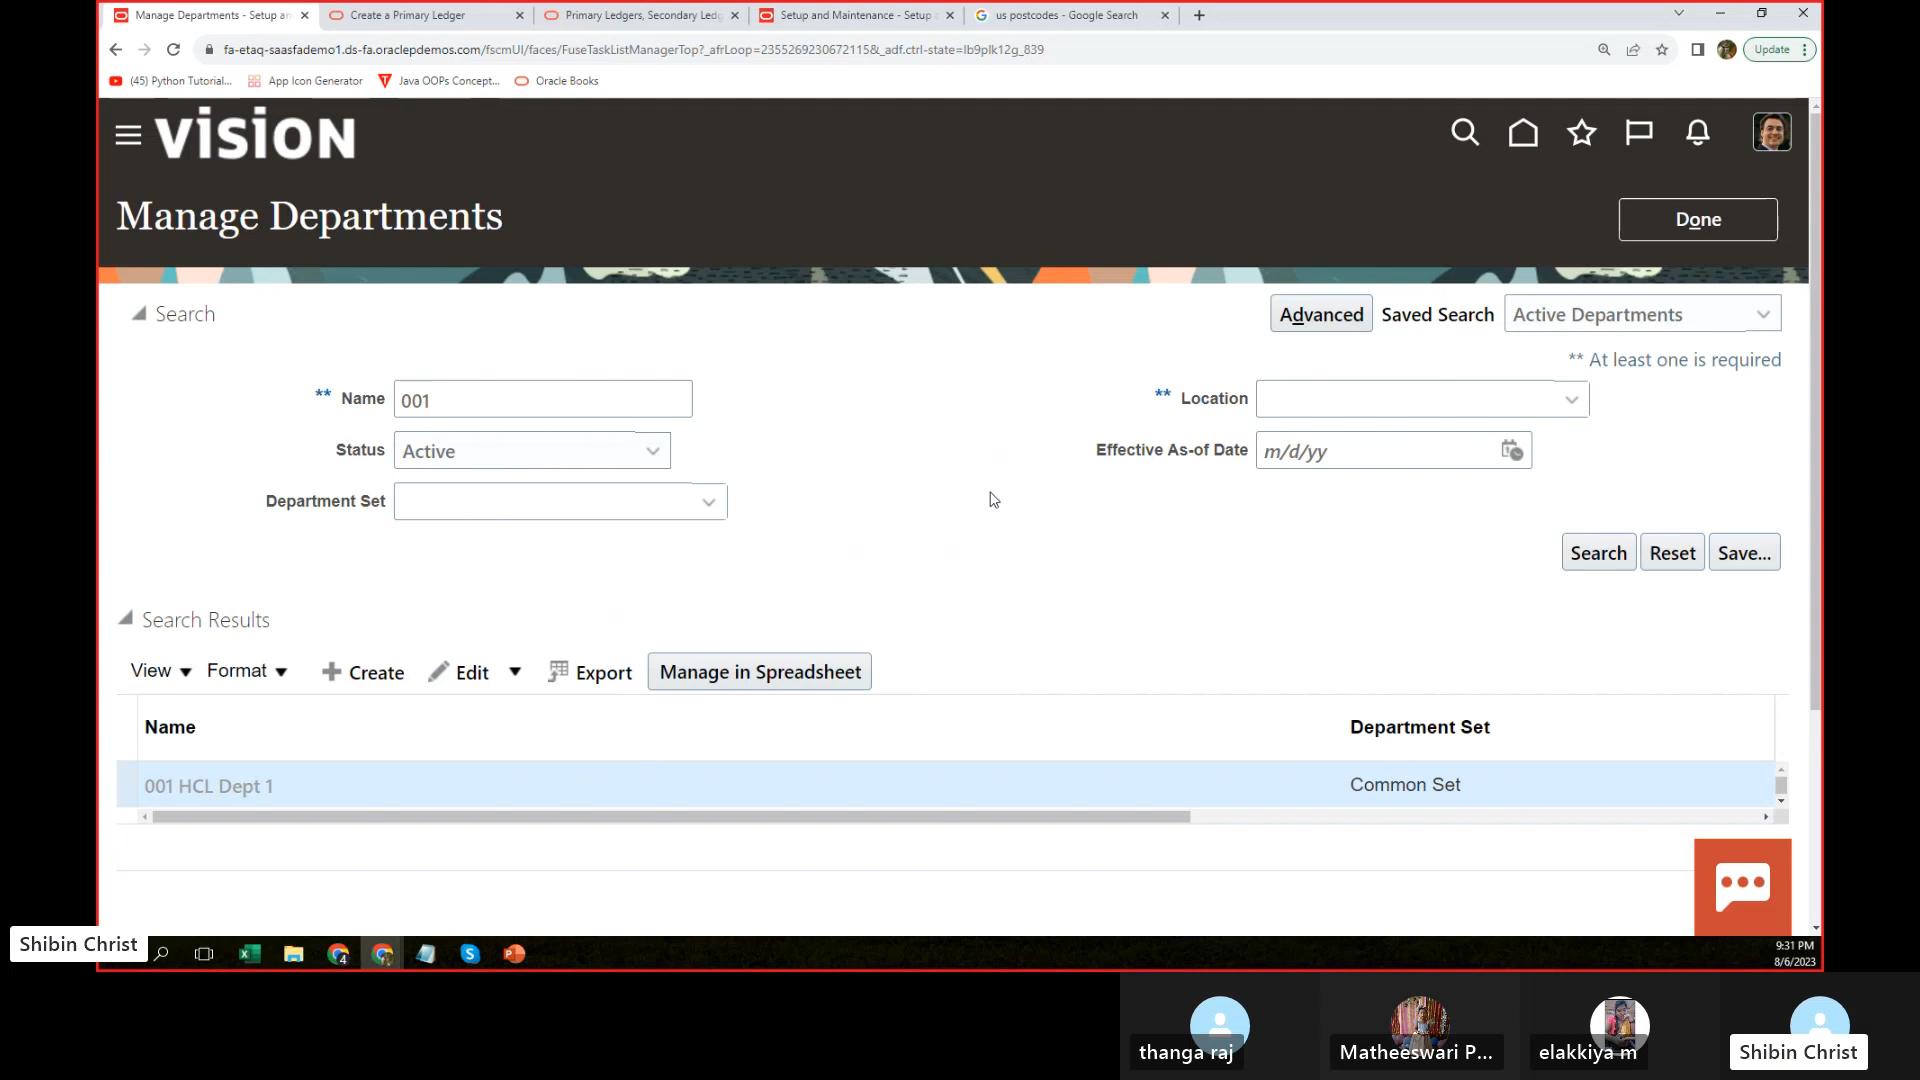 Manage Departments - Setup an
Create a Primary Ledger
Primary Ledgers, Secondary Ledg
Setup and Maintenance - Setup
us postcodes - Google Search
fa-etaq-saasfademo1.ds-fa.oraclepdemos.com/fscmUI/faces/FuseTaskListManagerTop?_afrLoop=2355269230672115&_adf.ctrl-state=lb9plk12g_839
Update
(45) Python Tutorial...
App Icon Generator
Java OOPs Concept...
Oracle Books
VISION
Manage Departments
Done
Search
Advanced
Saved Search
Active Departments
** At least one is required
** Name
001
** Location
Status
Active
Effective As-of Date
m/d/yy
Department Set
Search
Reset
Save...
Search Results
View
Format
Create
Edit
Export
Manage in Spreadsheet
Name
Department Set
001 HCL Dept 1
Common Set
Shibin Christ
9:31 PM
8/6/2023
thanga raj
Matheeswari P...
elakkiya m
Shibin Christ